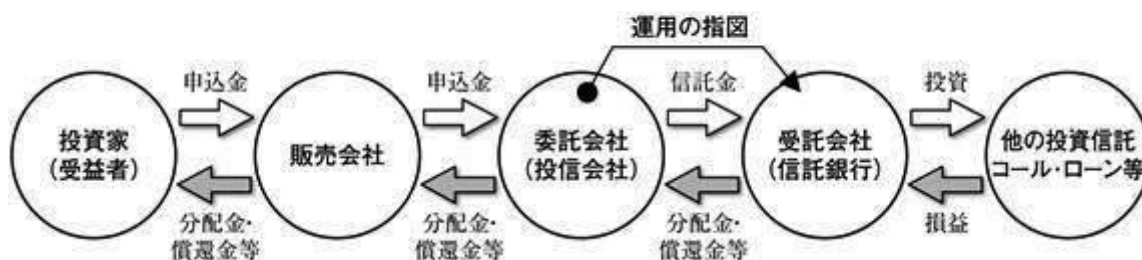 運用の指図
申込金
申込金
信託金
投資
投資家
(受益者)
販売会社
委託会社
(投信会社)
受託会社
(信託銀行)
他の投資信託
コール・ローン等
分配金・
償還金等
分配金・
償還金等
分配金・
償還金等
損益